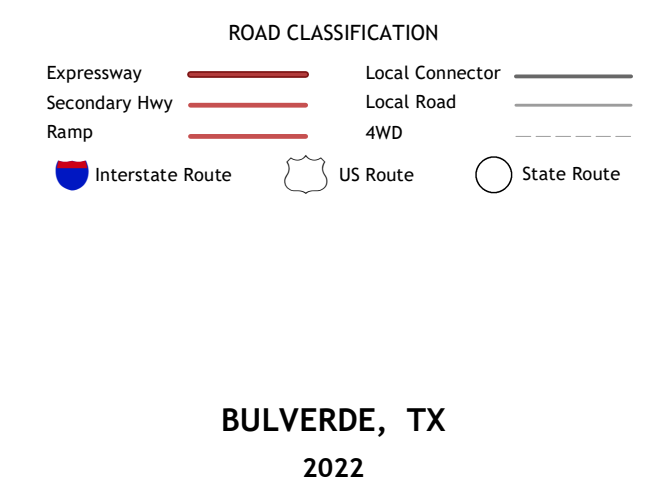 ROAD CLASSIFICATION
Expressway
Secondary Hwy
Ramp
Local Connector
Local Road
4WD
Interstate Route
US Route
State Route
BULVERDE, TX
2022